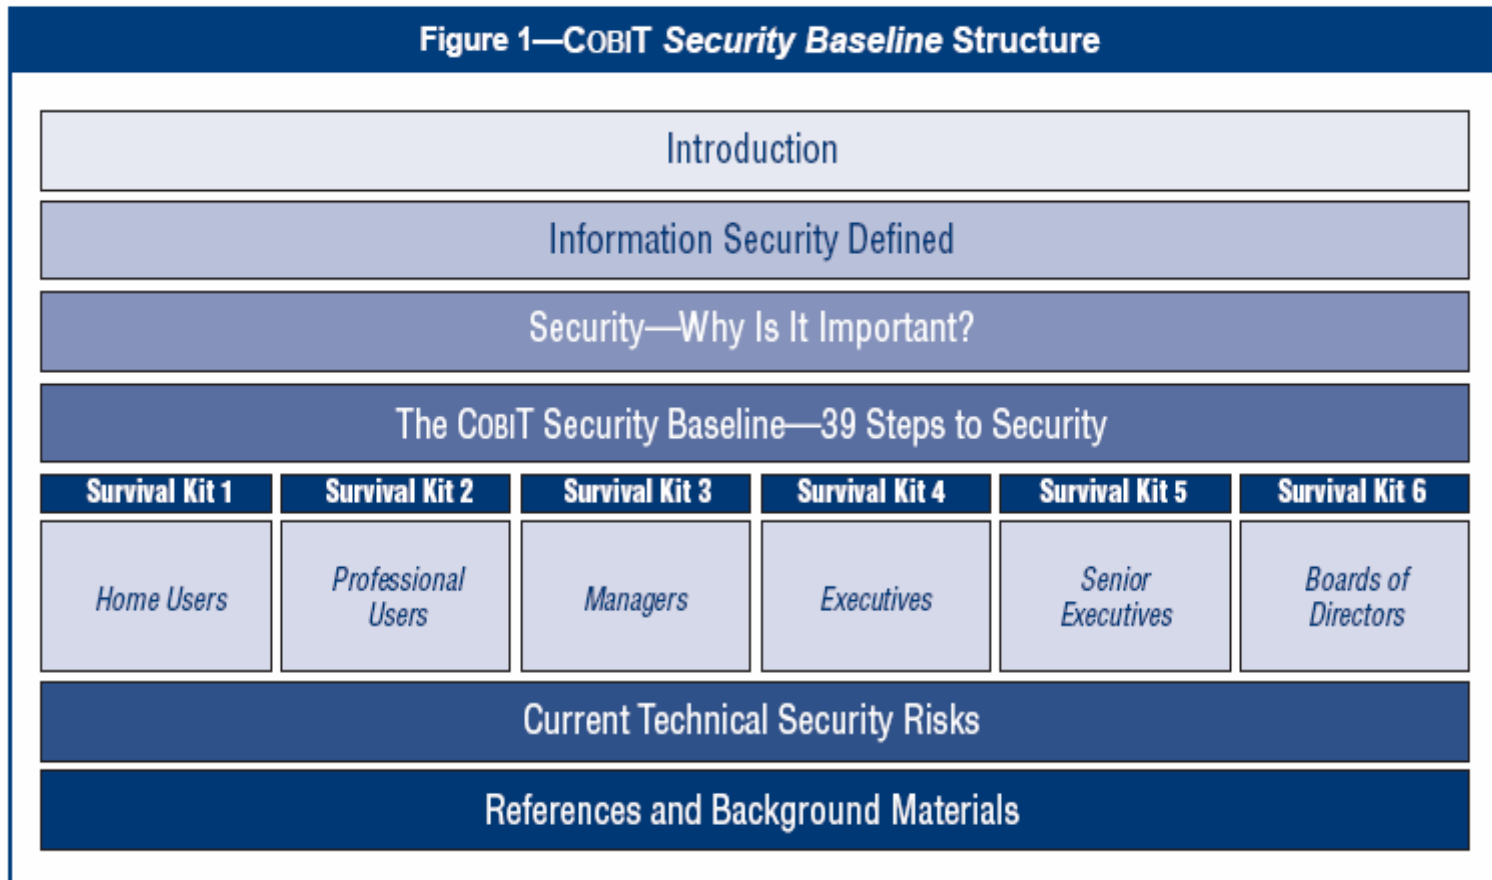 Figure 1—COBIT Security Baseline Structure
Introduction
Information Security Defined
Security—Why Is It Important?
The COBIT Security Baseline—39 Steps to Security
Survival Kit 1
Survival Kit 2
Survival Kit 3
Survival Kit 4
Survival Kit 5
Survival Kit 6
Home Users
Professional
Users
Managers
Executives
Senior
Executives
Boards of
Directors
Current Technical Security Risks
References and Background Materials